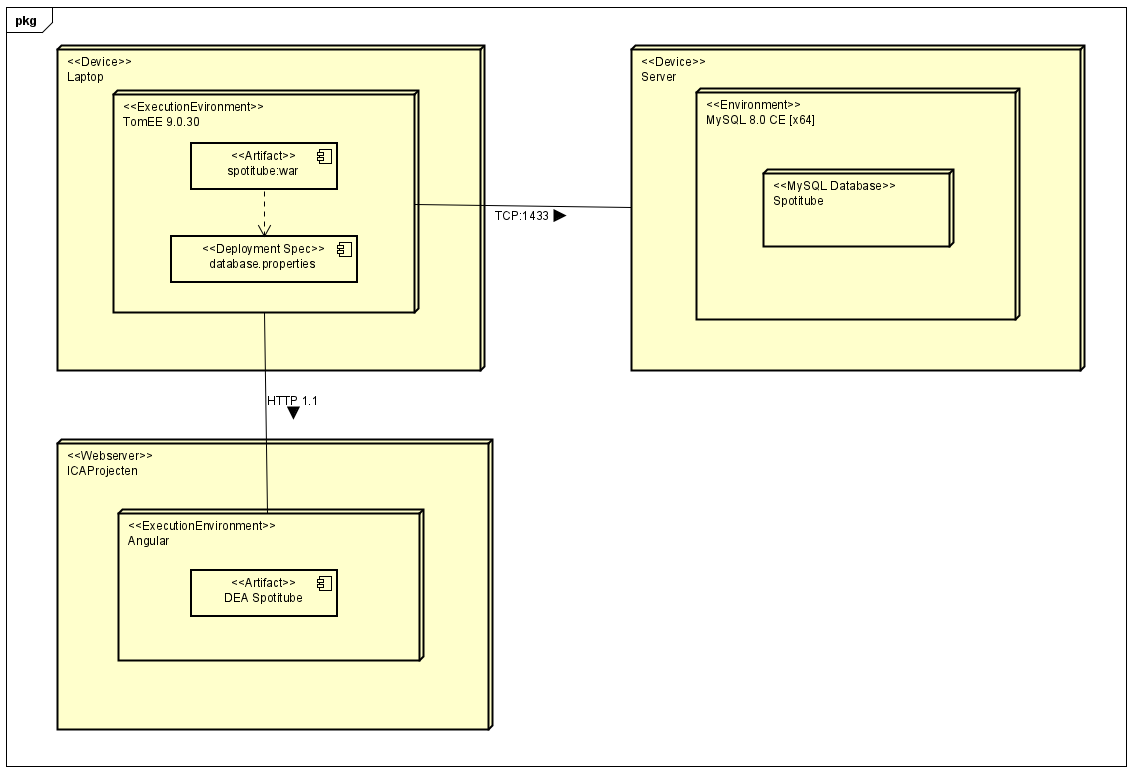 pkg
<<Device>>
Laptop
<<ExecutionEvironment>>
TomEE 9.0.30
<<Artifact>>
spotitube:war
<<Deployment Spec>>
database.properties
TCP:1433
<<Device>>
Server
<<Environment>>
MySQL 8.0 CE [x64]
<<MySQL Database>>
Spotitube
HTTP 1.1
<<Webserver>>
ICAProjecten
<<ExecutionEnvironment>>
Angular
<<Artifact>>
DEA Spotitube